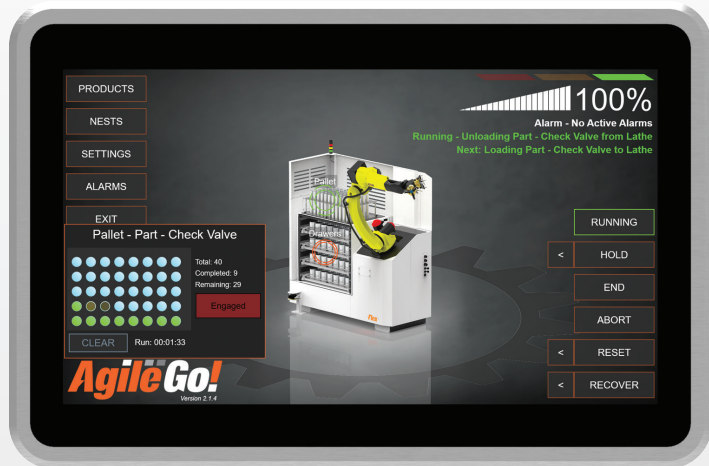 PRODUCTS
NESTS
SETTINGS
ALARMS
EXIT
100%
Alarm - No Active Alarms
Running - Unloading Part - Check Valve from Lathe
Next: Loading Part - Check Valve to Lathe
Pallet
Drawers
Flex
Pallet - Part - Check Valve
Total: 40
Completed: 9
Remaining: 29
Engaged
CLEAR
Run: 00:01:33
AgileGo!
Version 2.1.4
RUNNING
< HOLD
END
ABORT
< RESET
< RECOVER